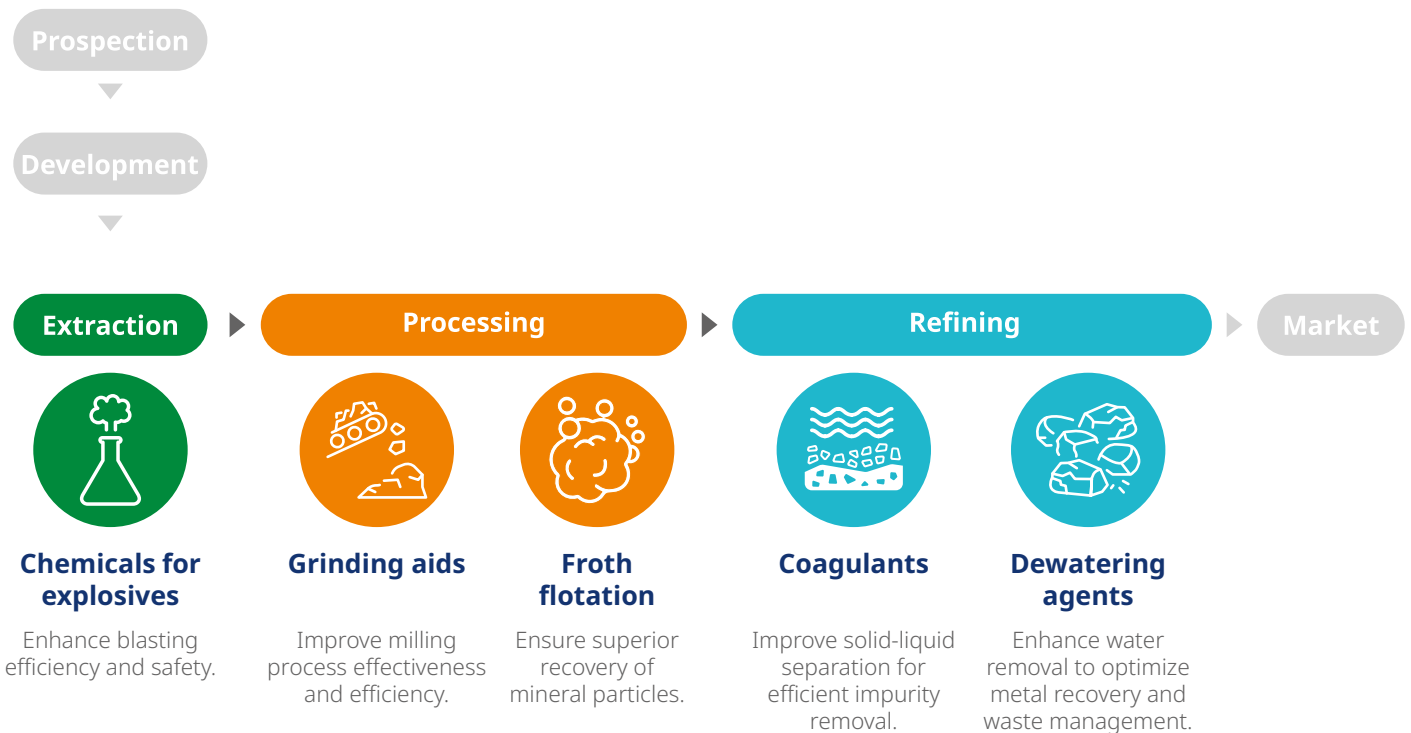 Prospection
Development
Extraction
Processing
Refining
Market
Chemicals for
explosives
Enhance blasting
efficiency and safety.
Grinding aids
Improve milling
process effectiveness
and efficiency.
Froth
flotation
Ensure superior
recovery of
mineral particles.
Coagulants
Improve solid-liquid
separation for
efficient impurity
removal.
Dewatering
agents
Enhance water
removal to optimize
metal recovery and
waste management.